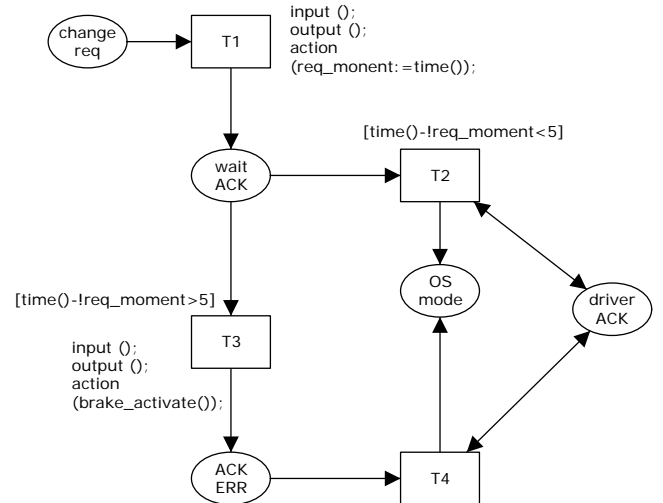 change
req
T1
input ();
output ();
action
(req_monent:=time());
[time()-!req_moment<5]
wait
ACK
T2
OS
mode
driver
ACK
[time()-!req_moment>5]
T3
input ();
output ();
action
(brake_activate());
ACK
ERR
T4